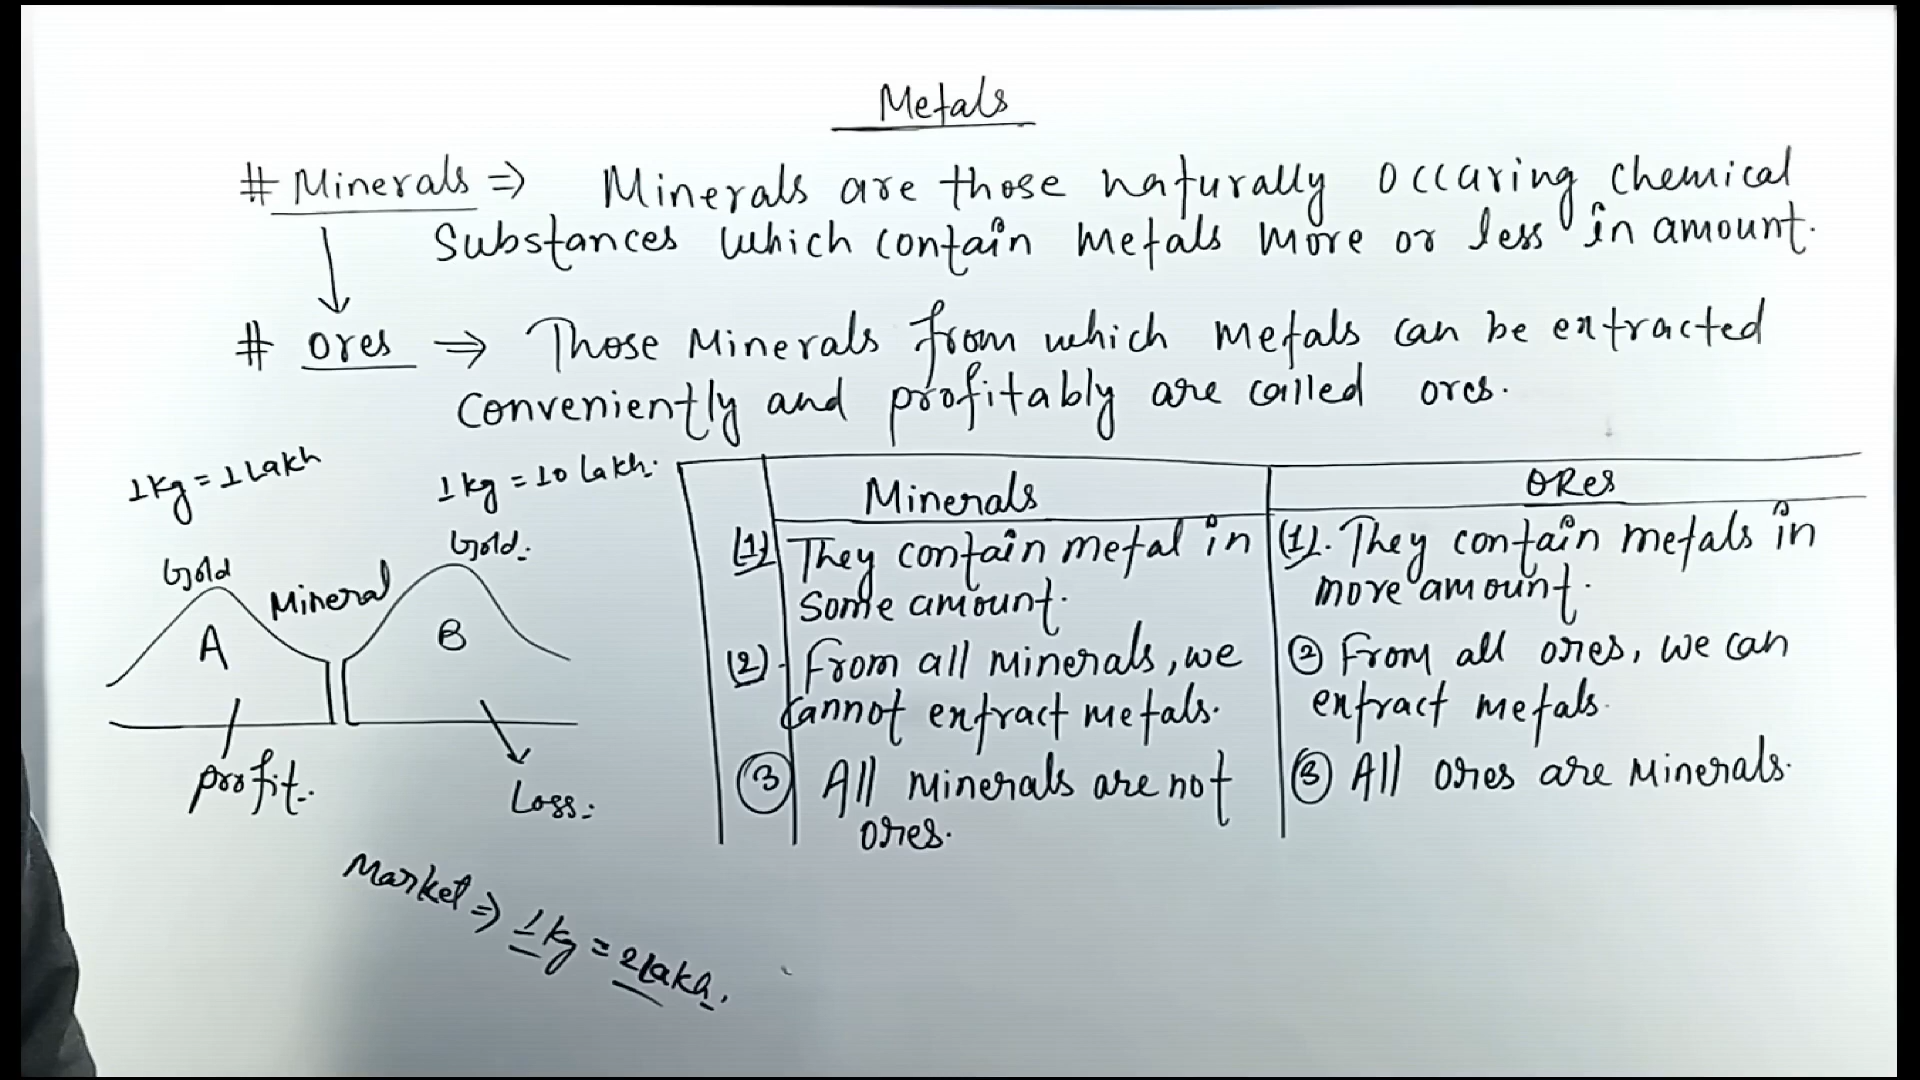 Metals
# Minerals ⇒ Minerals are those naturally occuring chemical
Substances which contain metals more or less in amount.
# ores → Those Minerals from which metals can be extracted
conveniently and profitably are called ores.
1kg = 1 Lakh
1kg = 10 Lakh.
Gold
Gold.
Mineral
A
B
profit.
Loss.
Market ⇒ 1kg = 2 Lakh.
Minerals
ORes
(1) They contain metal in
Some amount.
(1). They contain metals in
more amount.
(2). From all minerals, we
cannot extract metals.
② From all ores, we can
extract metals.
③ All minerals are not
ores.
③ All ores are Minerals.